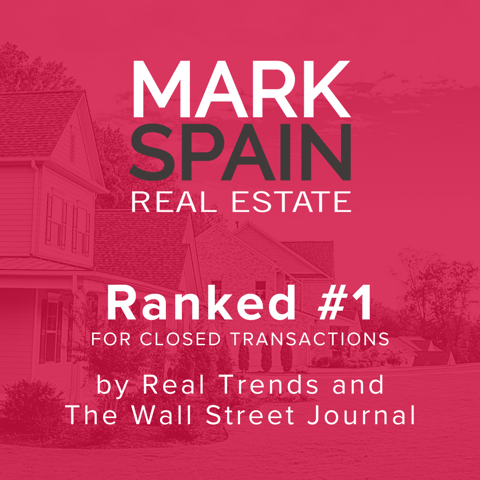 MARK
SPAIN
REAL ESTATE
Ranked #1
FOR CLOSED TRANSACTIONS
by Real Trends and
The Wall Street Journal